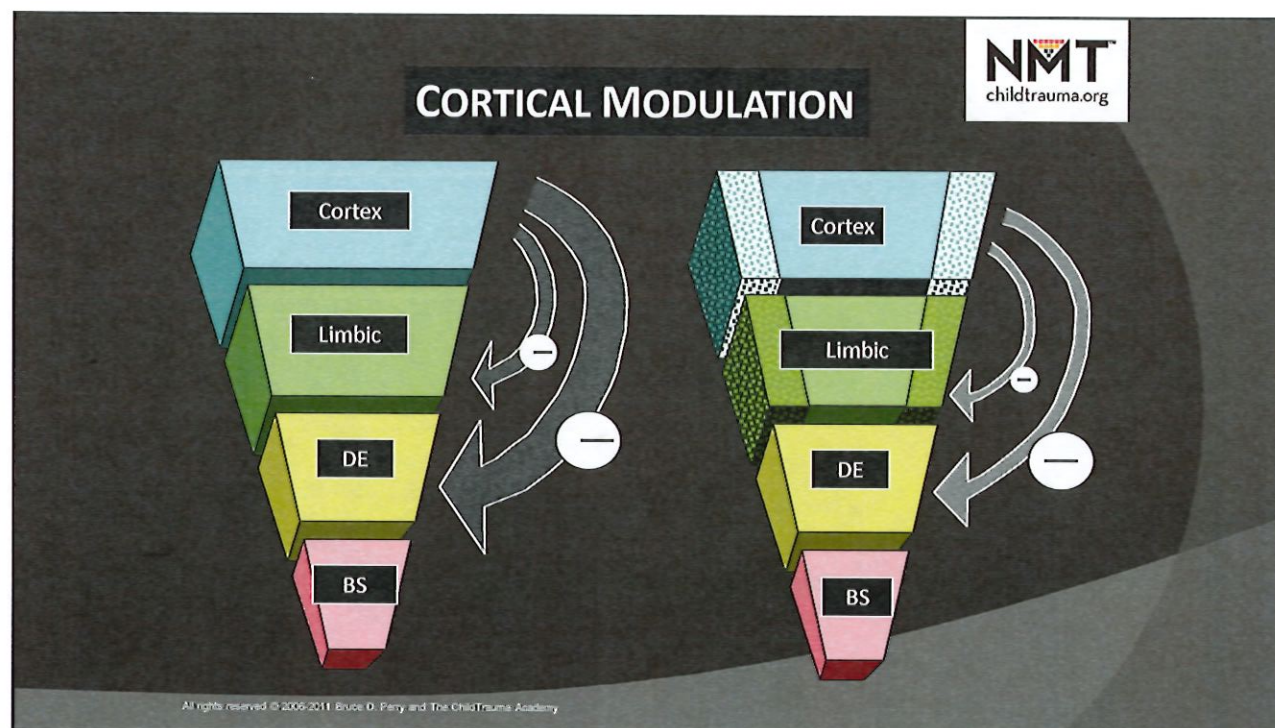 NMT™
childtrauma.org
CORTICAL MODULATION
Cortex
Limbic
DE
BS
Cortex
Limbic
DE
BS
All rights reserved © 2006-2011 Bruce D. Perry and The ChildTrauma Academy